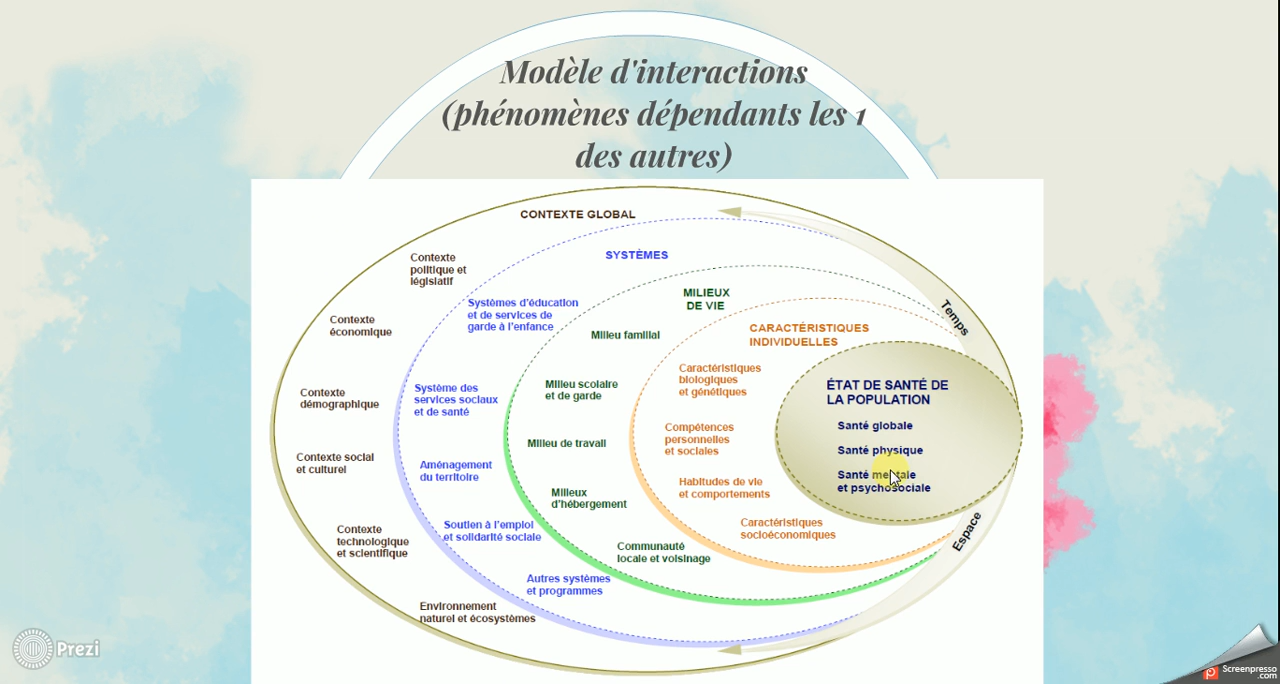 Modèle d'interactions
(phénomènes dépendants les 1
des autres)
CONTEXTE GLOBAL
Contexte
politique et
législatif
Contexte
économique
Contexte
démographique
Contexte social
et culturel
Contexte
technologique
et scientifique
Environnement
naturel et écosystèmes
SYSTÈMES
Systèmes d'éducation
et de services de
garde à l'enfance
Système des
services sociaux
et de santé
Aménagement
du territoire
Soutien à l'emploi
et solidarité sociale
Autres systèmes
et programmes
MILIEUX
DE VIE
Milieu familial
Milieu scolaire
et de garde
Milieu de travail
Milieux
d'hébergement
Communauté
locale et voisinage
CARACTÉRISTIQUES
INDIVIDUELLES
Caractéristiques
biologiques
et génétiques
Compétences
personnelles
et sociales
Habitudes de vie
et comportements
Caractéristiques
socioéconomiques
ÉTAT DE SANTÉ DE
LA POPULATION
Santé globale
Santé physique
Santé mentale
et psychosociale
Temps
Espace
Prezi
Screenpresso
.com